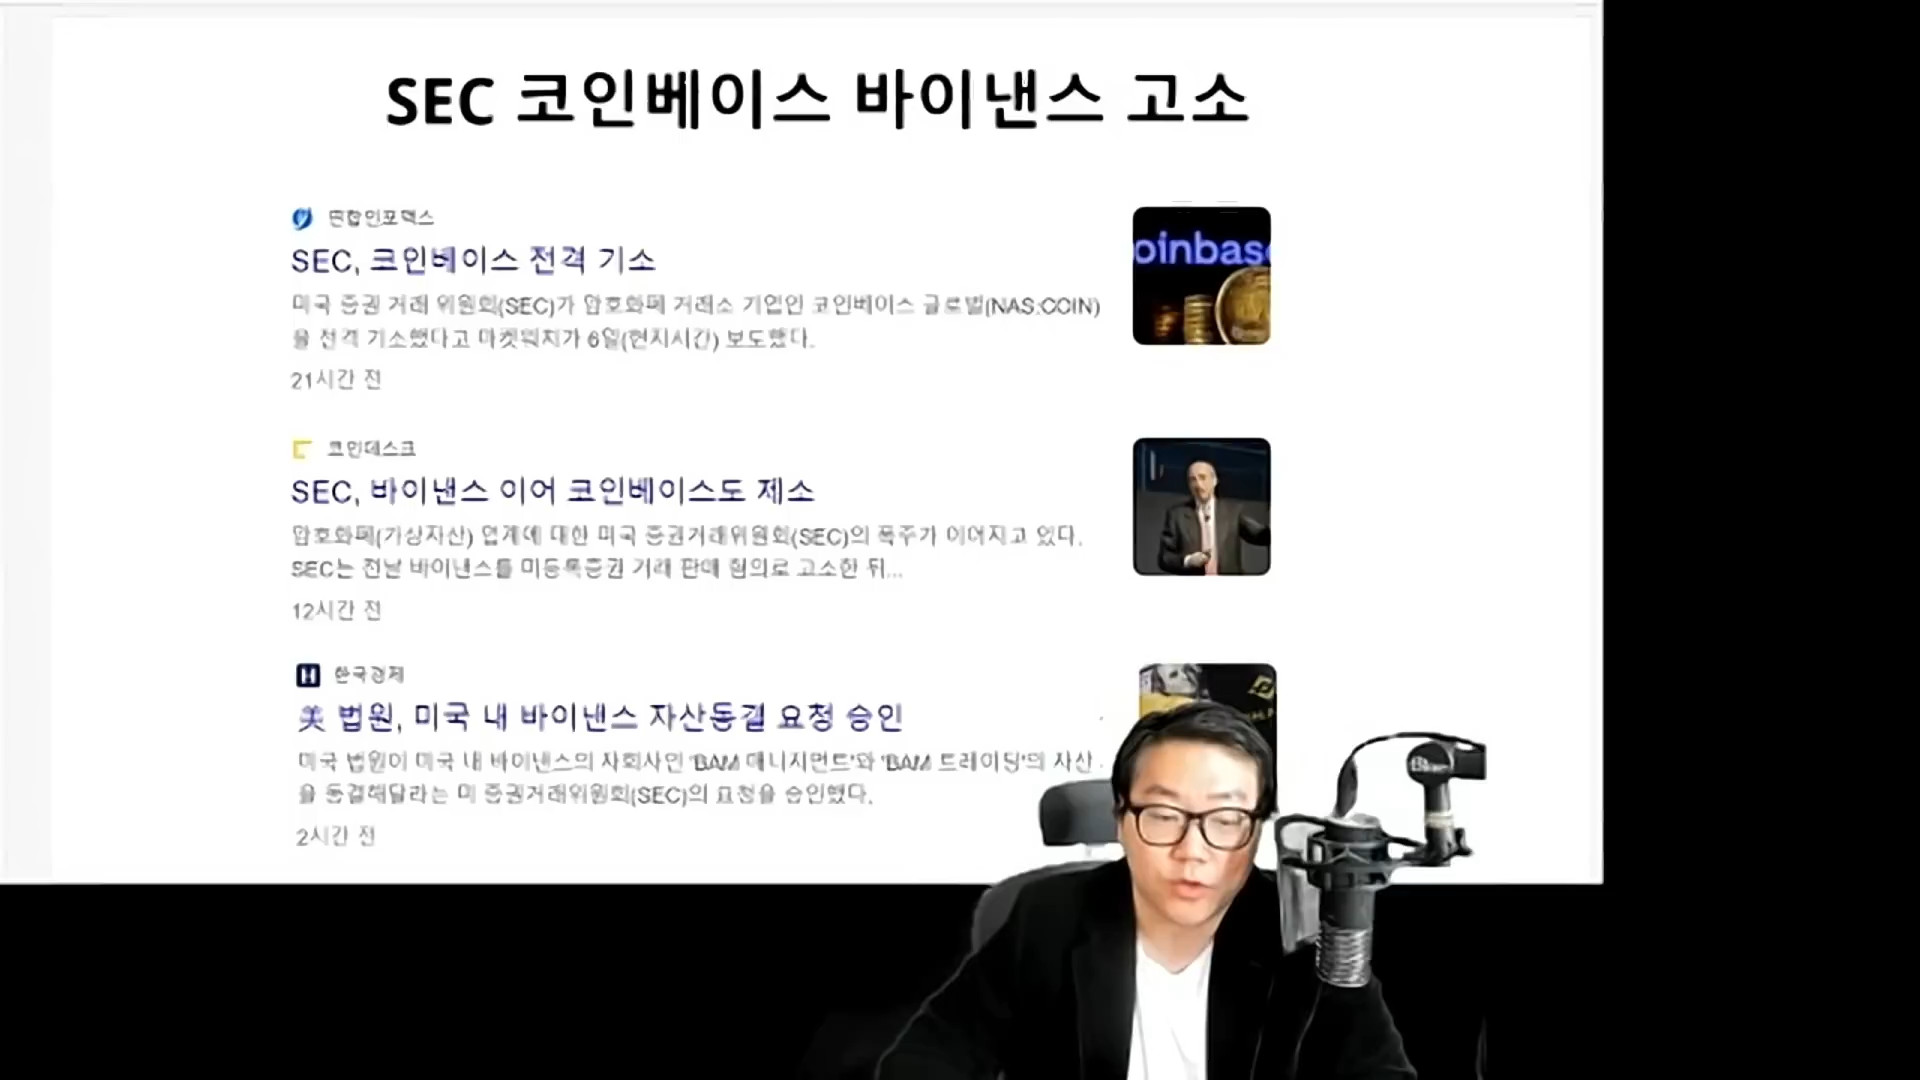 SEC 코인베이스 바이낸스 고소
연합인포맥스
SEC, 코인베이스 전격 기소
미국 증권 거래 위원회(SEC)가 암호화폐 거래소 기업인 코인베이스 글로벌(NAS:COIN)
을 전격 기소했다고 마켓워치가 6일(현지시간) 보도했다.
21시간 전
oinbas
코인데스크
SEC, 바이낸스 이어 코인베이스도 제소
암호화폐(가상자산) 업계에 대한 미국 증권거래위원회(SEC)의 폭주가 이어지고 있다.
SEC는 전날 바이낸스를 미등록증권 거래 판매 혐의로 고소한 뒤...
12시간 전
한국경제
美 법원, 미국 내 바이낸스 자산동결 요청 승인
미국 법원이 미국 내 바이낸스의 자회사인 'BAM 매니지먼트'와 'BAM 트레이딩'의 자산
을 동결해달라는 미 증권거래위원회(SEC)의 요청을 승인했다.
2시간 전
Blue